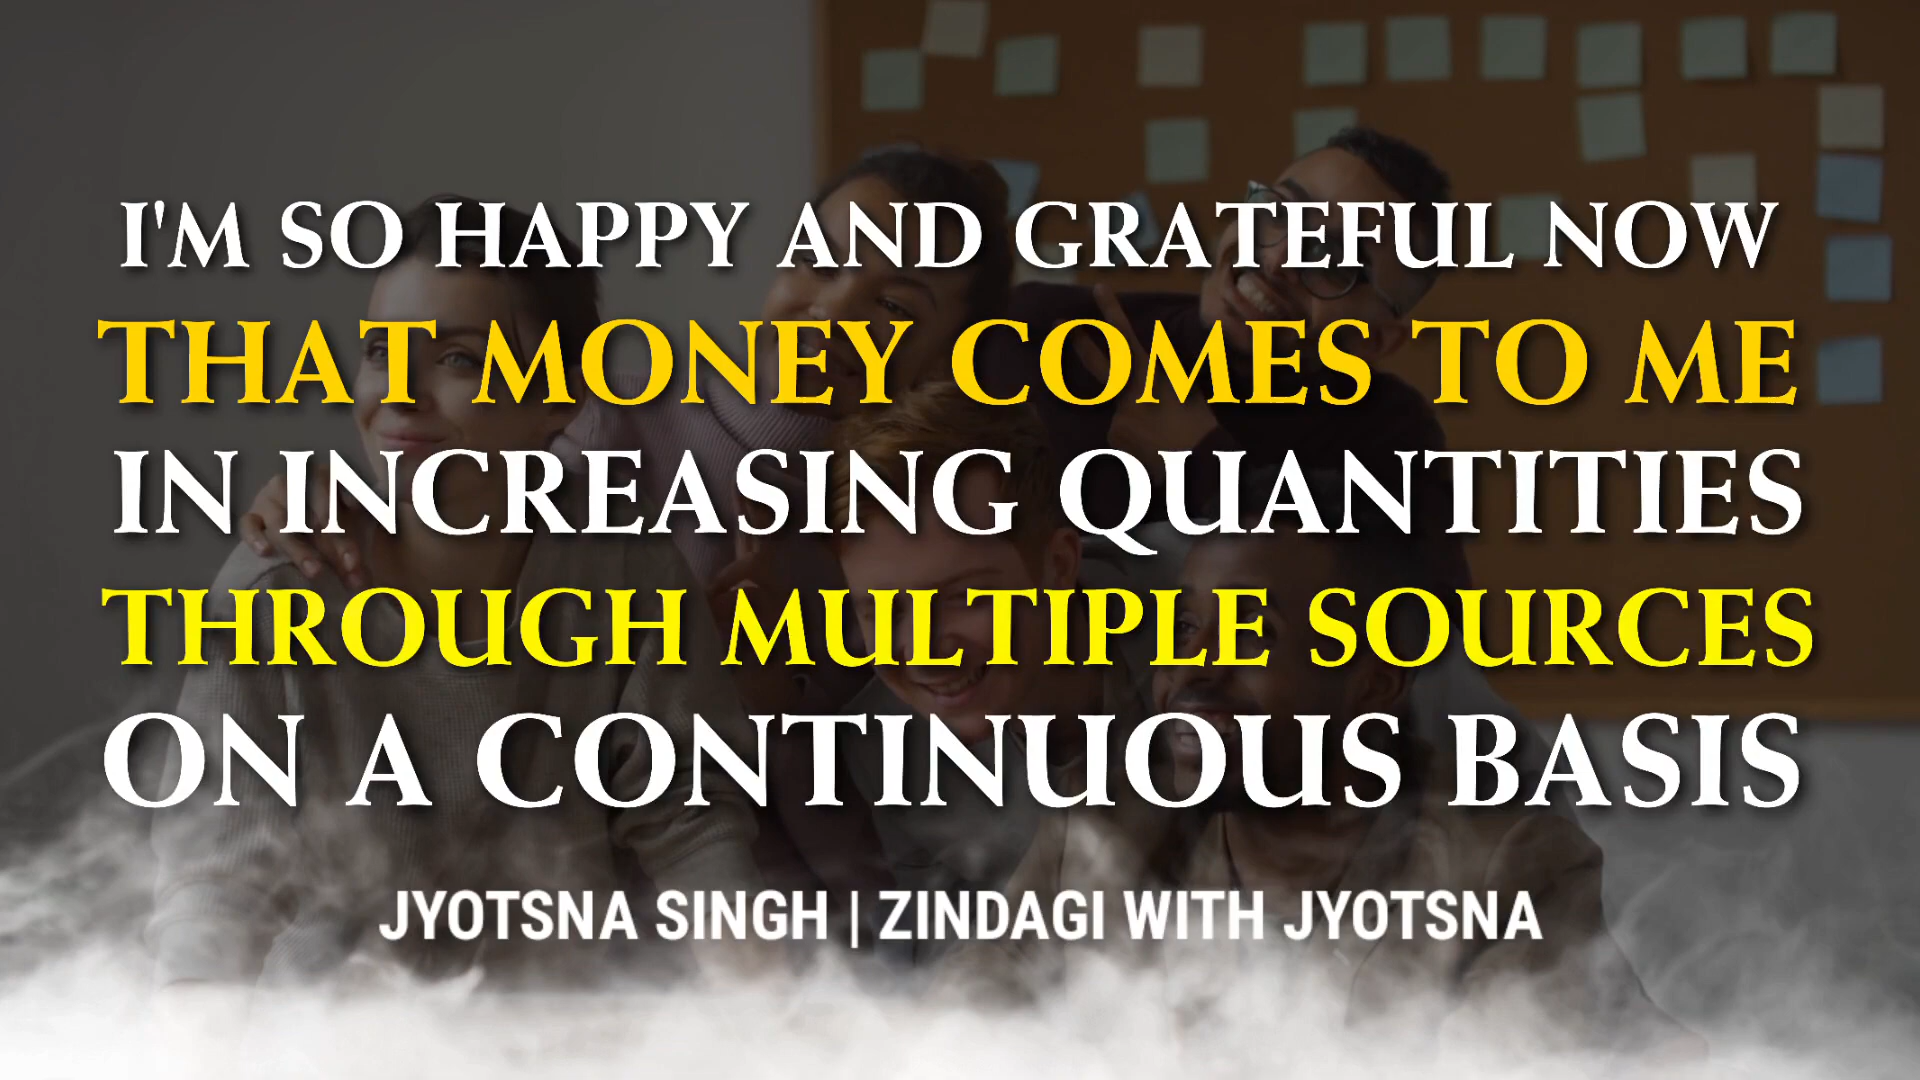 I'M SO HAPPY AND GRATEFUL NOW
THAT MONEY COMES TO ME
IN INCREASING QUANTITIES
THROUGH MULTIPLE SOURCES
ON A CONTINUOUS BASIS
JYOTSNA SINGH | ZINDAGI WITH JYOTSNA